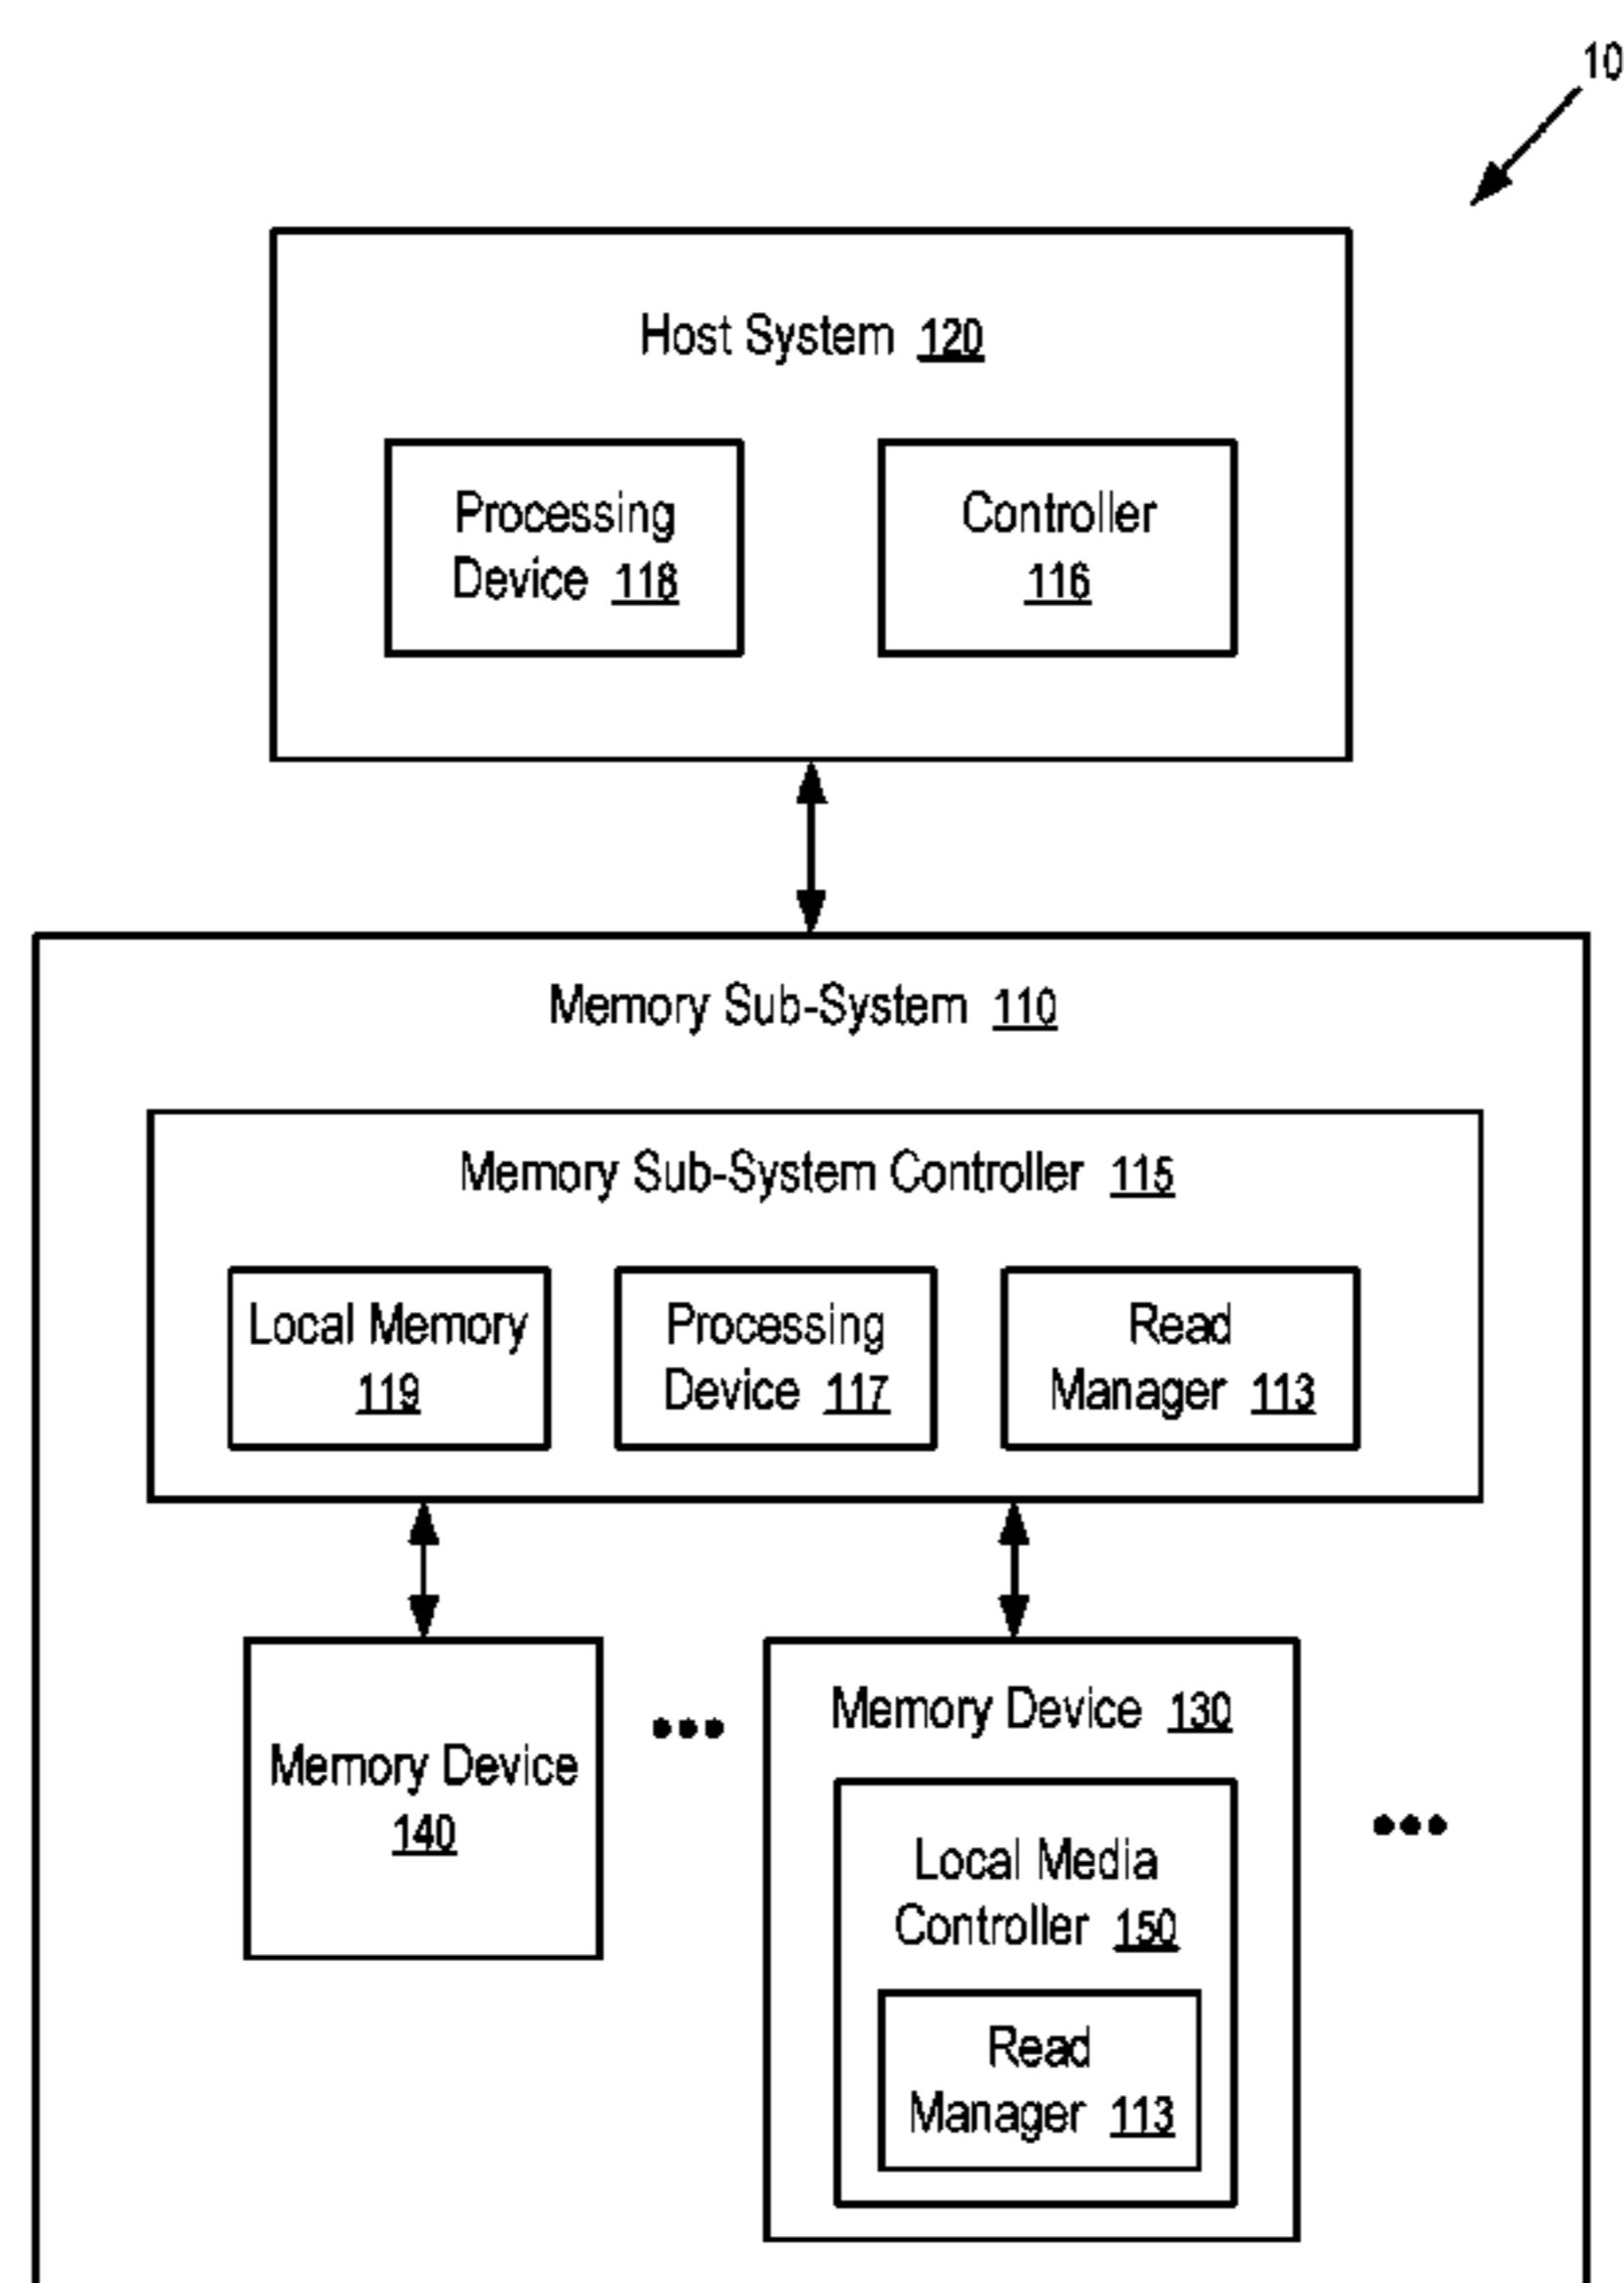 10
Host System 120
Processing
Device 118
Controller
116
Memory Sub-System 110
Memory Sub-System Controller 115
Local Memory
119
Processing
Device 117
Read
Manager 113
Memory Device
140
Memory Device 130
Local Media
Controller 150
Read
Manager 113